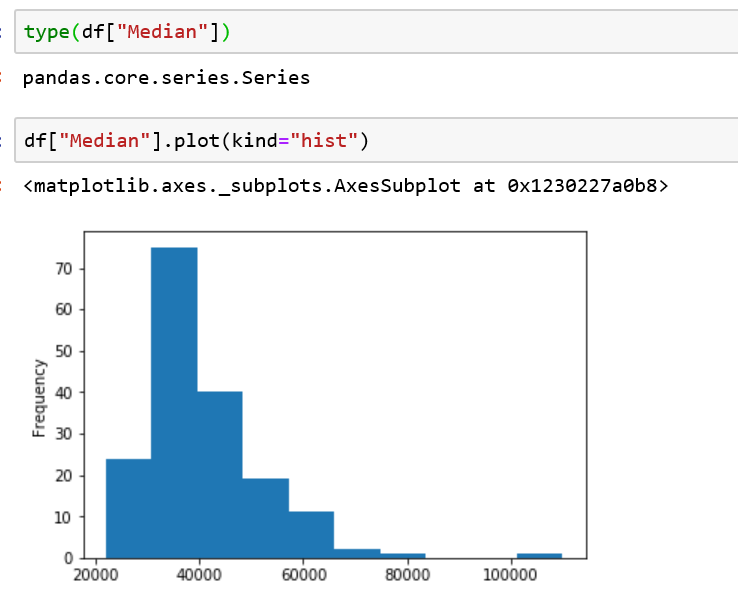 type(df["Median"])
pandas.core.series.Series
df["Median"].plot(kind="hist")
<matplotlib.axes._subplots.AxesSubplot at 0x1230227a0b8>
70
60
50
40
30
20
10
0
Frequency
20000 40000 60000 80000 100000